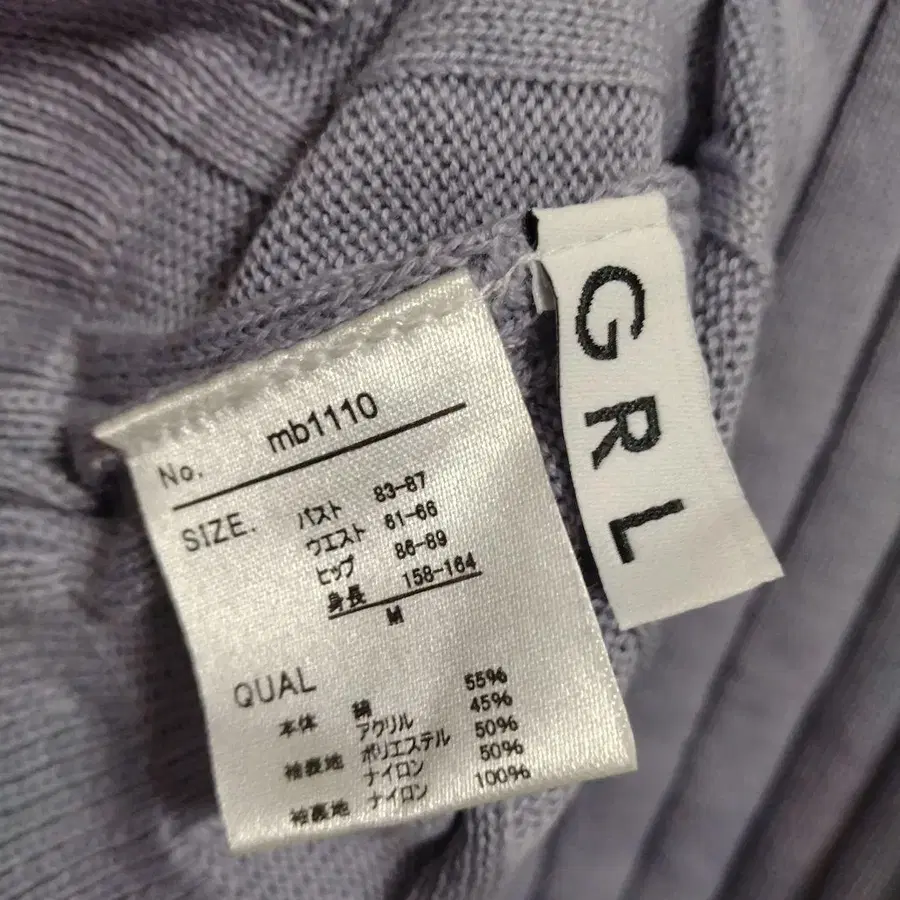 No. mb1110
SIZE. バスト 83-87
ウエスト 61-66
ヒップ 86-89
身長 158-164
M
QUAL
本体 綿 55%
アクリル 45%
袖表地 ポリエステル 50%
ナイロン 50%
袖裏地 ナイロン 100%
GRL